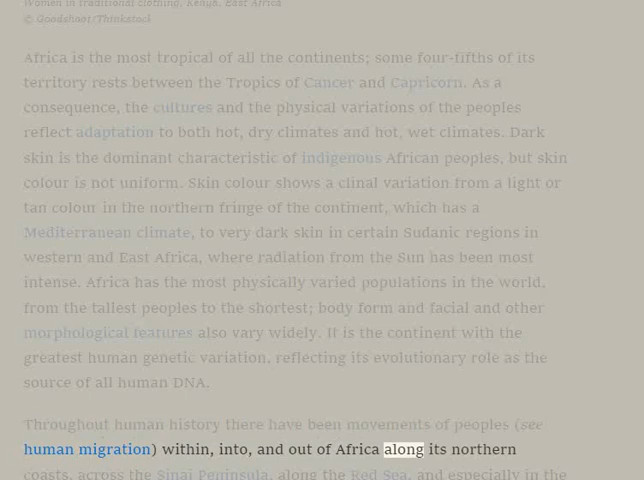 Women in traditional clothing, Kenya, East Africa
© Goodshoot/Thinkstock
Africa is the most tropical of all the continents; some four-fifths of its
territory rests between the Tropics of Cancer and Capricorn. As a
consequence, the cultures and the physical variations of the peoples
reflect adaptation to both hot, dry climates and hot, wet climates. Dark
skin is the dominant characteristic of indigenous African peoples, but skin
colour is not uniform. Skin colour shows a clinal variation from a light or
tan colour in the northern fringe of the continent, which has a
Mediterranean climate, to very dark skin in certain Sudanic regions in
western and East Africa, where radiation from the Sun has been most
intense. Africa has the most physically varied populations in the world,
from the tallest peoples to the shortest; body form and facial and other
morphological features also vary widely. It is the continent with the
greatest human genetic variation, reflecting its evolutionary role as the
source of all human DNA.
Throughout human history there have been movements of peoples (see
human migration) within, into, and out of Africa along its northern
coasts, across the Sinai Peninsula, along the Red Sea, and especially in the